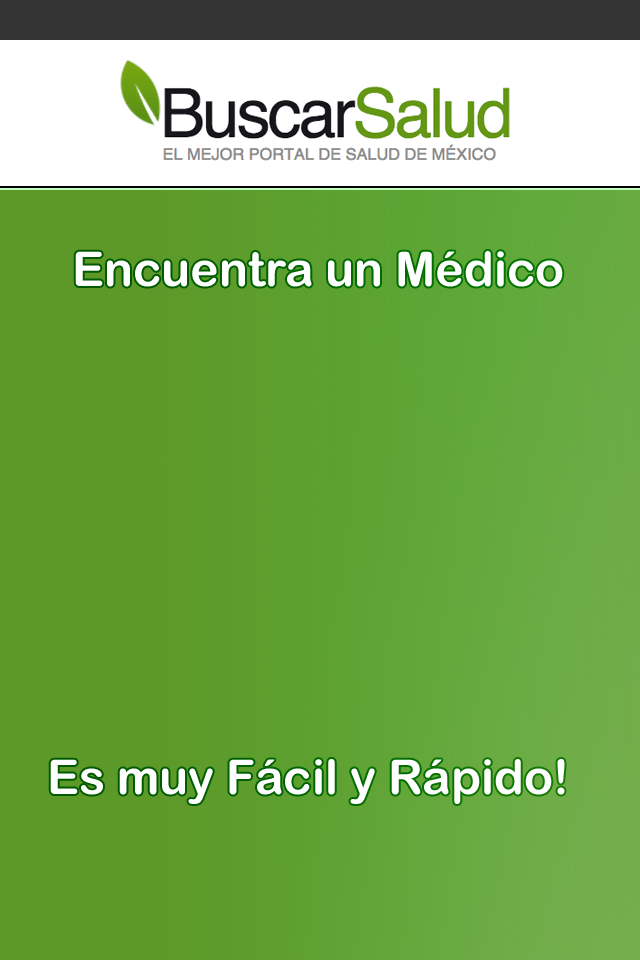 BuscarSalud
EL MEJOR PORTAL DE SALUD DE MÉXICO
Encuentra un Médico
Es muy Fácil y Rápido!